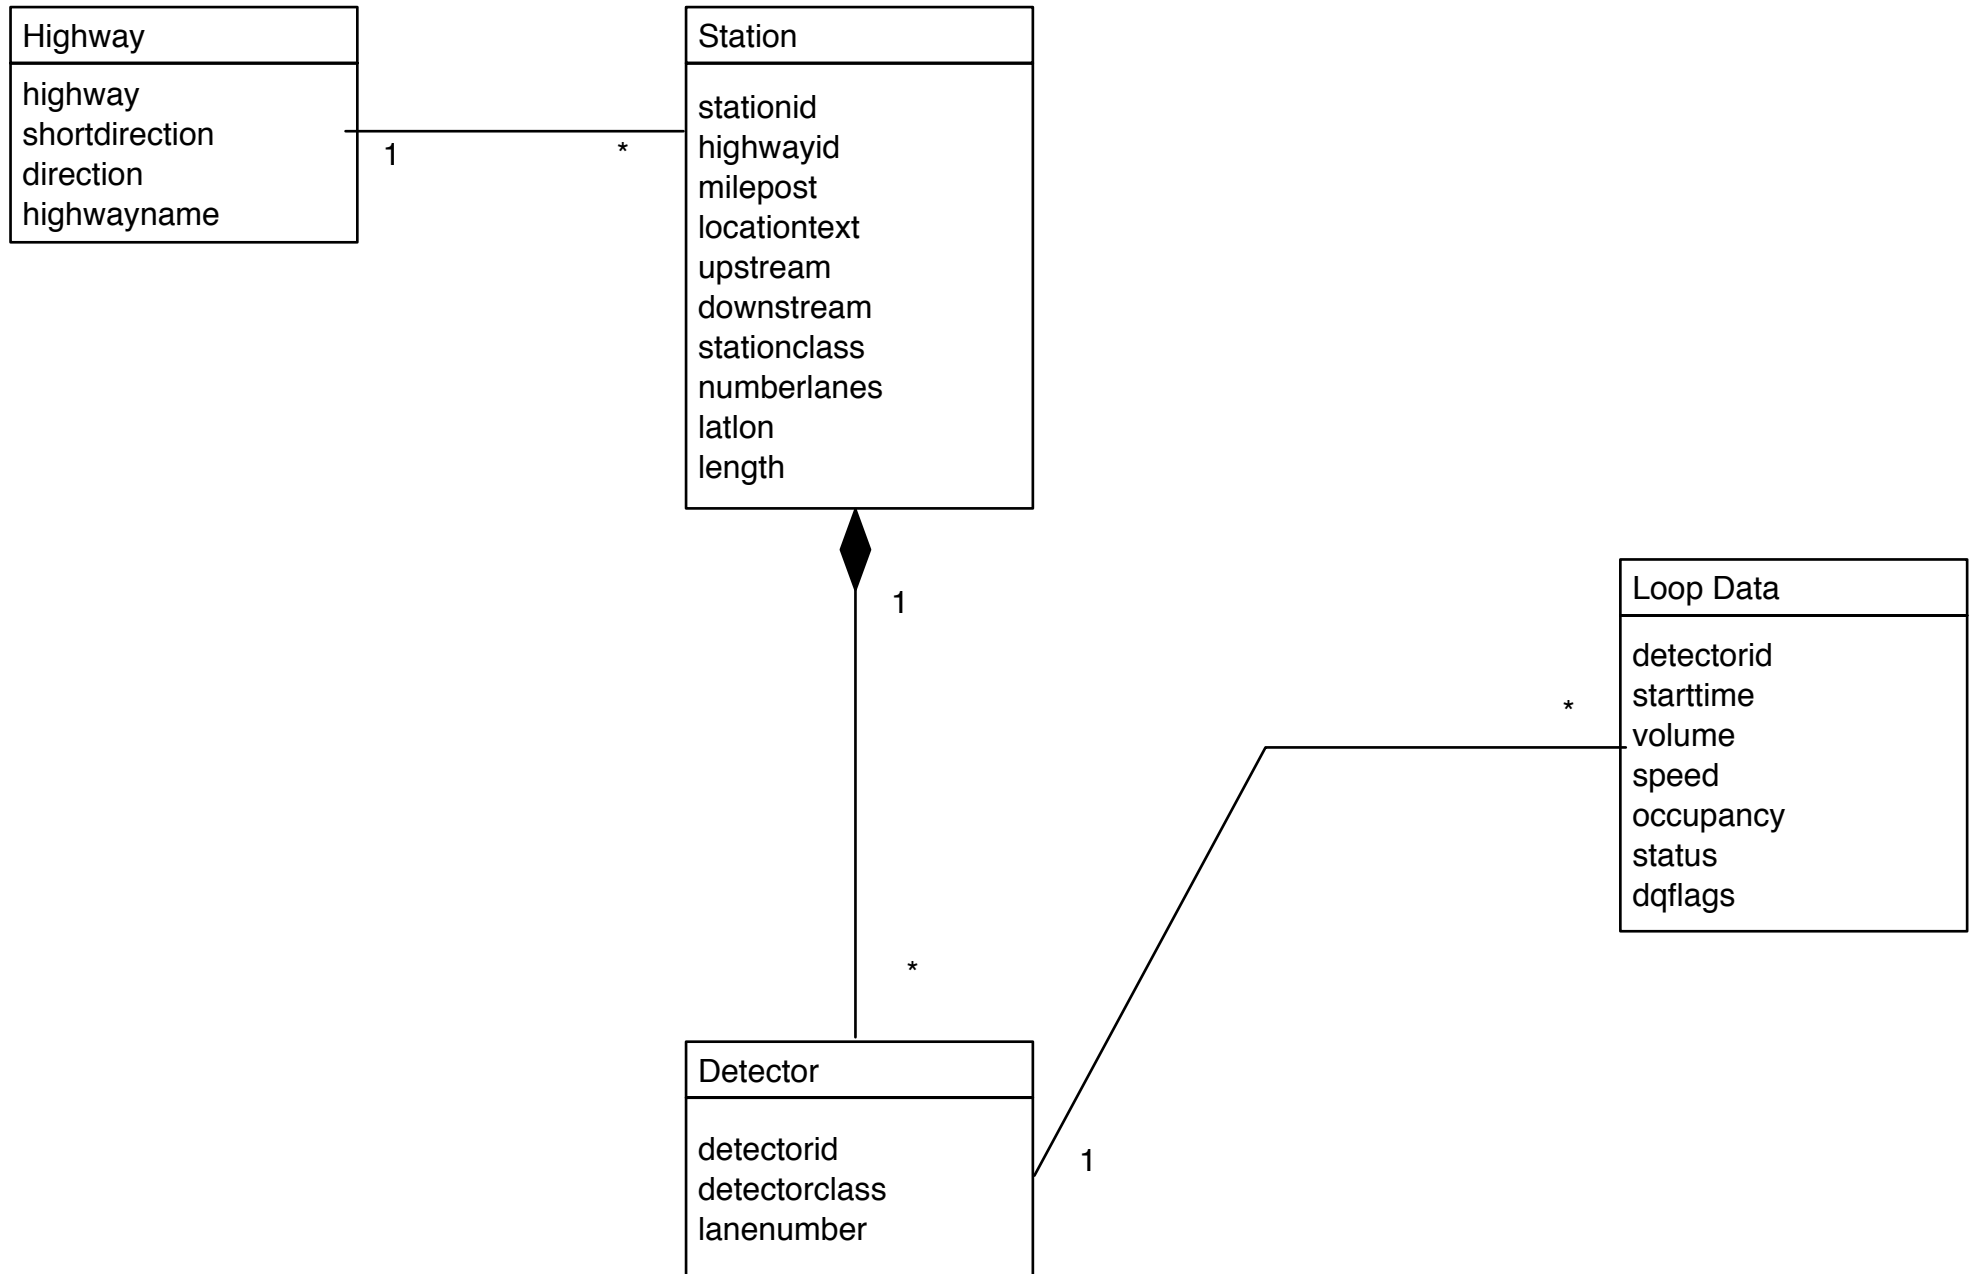 Highway
highway
shortdirection
direction
highwayname
1
*
Station
stationid
highwayid
milepost
locationtext
upstream
downstream
stationclass
numberlanes
latlon
length
1
*
Loop Data
detectorid
starttime
volume
speed
occupancy
status
dqflags
*
1
Detector
detectorid
detectorclass
lanenumber